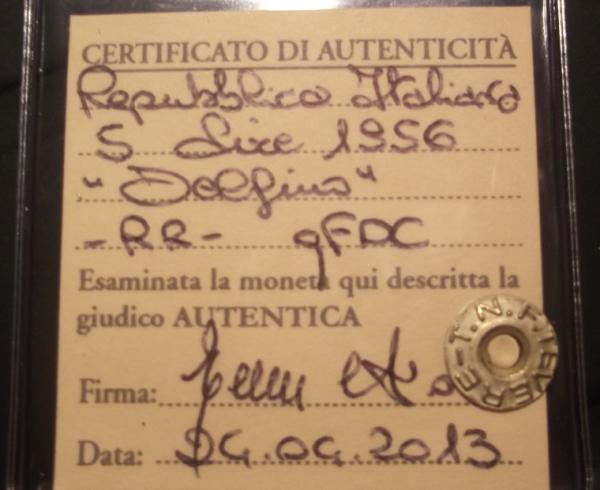 CERTIFICATO DI AUTENTICITÀ
Repubblica Italiana
5 Lire 1956
"Delfino"
-RR- qFDC
Esaminata la moneta qui descritta la
giudico AUTENTICA
Firma:
T.N. F. TEVERE
Data: 24.04.2013